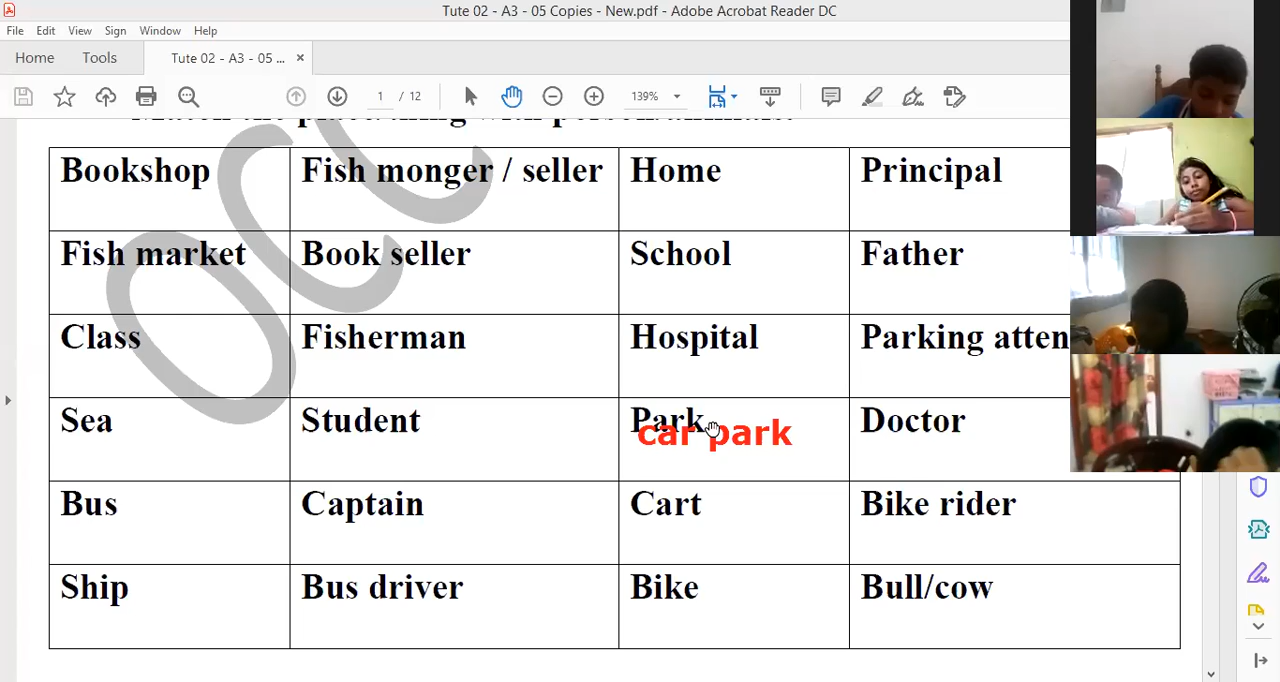 Tute 02 - A3 - 05 Copies - New.pdf - Adobe Acrobat Reader DC
File Edit View Sign Window Help
Home Tools Tute 02 - A3 - 05 ... ×
1 / 12 139%
Bookshop Fish monger / seller Home Principal
Fish market Book seller School Father
Class Fisherman Hospital Parking atten
Sea Student Park Doctor
car park
Bus Captain Cart Bike rider
Ship Bus driver Bike Bull/cow